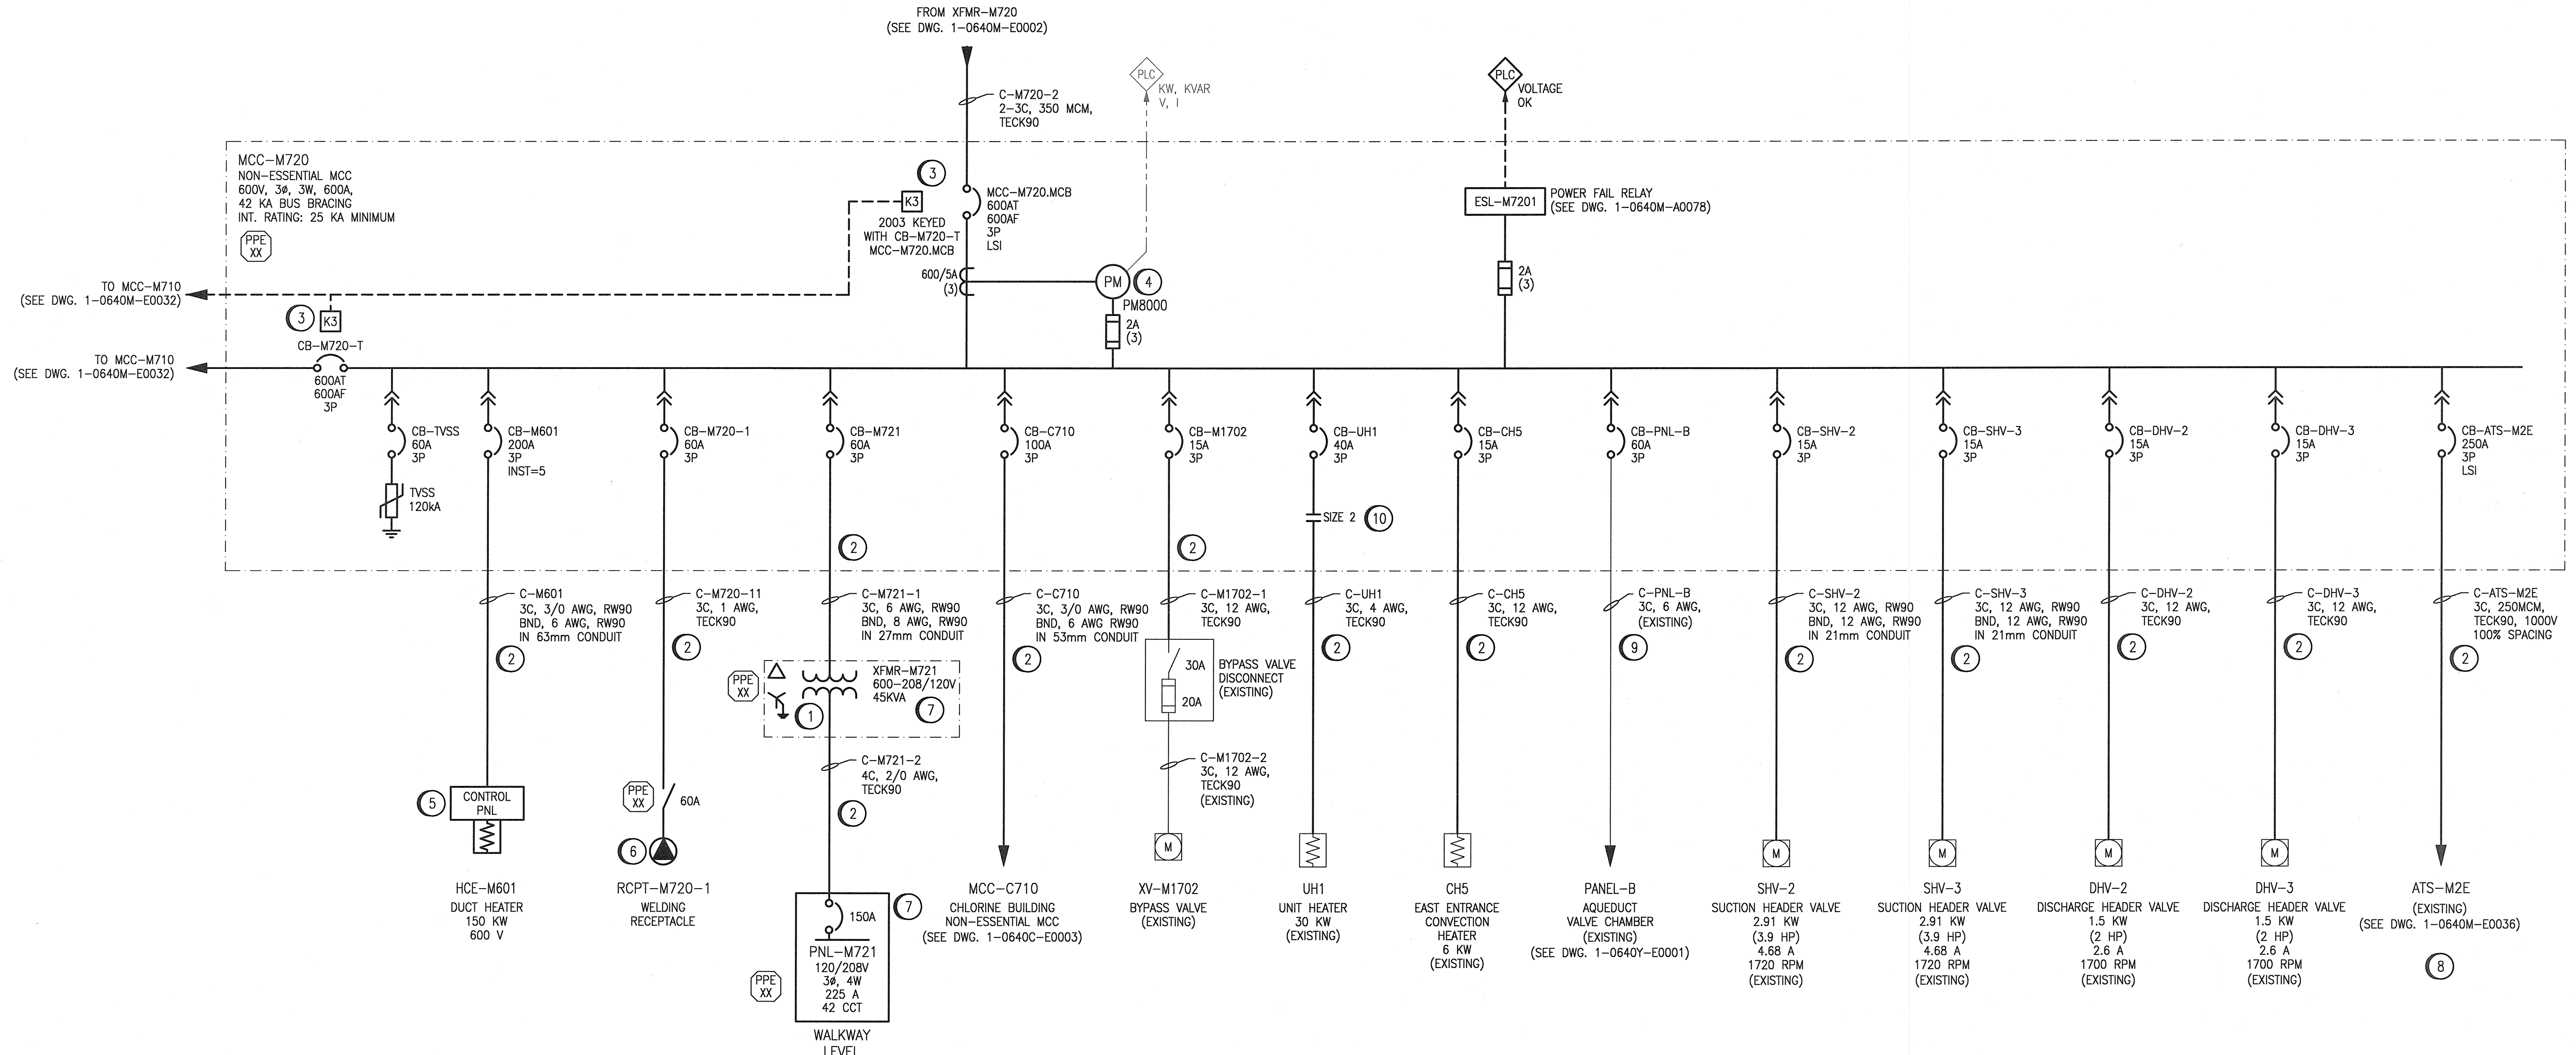 FROM XFMR-M720
(SEE DWG. 1-0640M-E0002)
C-M720-2
2-3C, 350 MCM,
TECK90
PLC
KW, KVAR
V, I
PLC
VOLTAGE
OK
MCC-M720
NON-ESSENTIAL MCC
600V, 3ø, 3W, 600A,
42 KA BUS BRACING
INT. RATING: 25 KA MINIMUM
PPE
XX
3
K3
2003 KEYED
WITH CB-M720-T
MCC-M720.MCB
MCC-M720.MCB
600AT
600AF
3P
LSI
600/5A
(3)
PM
4
PM8000
2A
(3)
ESL-M7201
POWER FAIL RELAY
(SEE DWG. 1-0640M-A0078)
2A
(3)
TO MCC-M710
(SEE DWG. 1-0640M-E0032)
3
K3
CB-M720-T
TO MCC-M710
(SEE DWG. 1-0640M-E0032)
600AT
600AF
3P
CB-TVSS
60A
3P
TVSS
120kA
CB-M601
200A
3P
INST=5
CB-M720-1
60A
3P
CB-M721
60A
3P
2
CB-C710
100A
3P
CB-M1702
15A
3P
2
CB-UH1
40A
3P
SIZE 2
10
CB-CH5
15A
3P
CB-PNL-B
60A
3P
CB-SHV-2
15A
3P
CB-SHV-3
15A
3P
CB-DHV-2
15A
3P
CB-DHV-3
15A
3P
CB-ATS-M2E
250A
3P
LSI
C-M601
3C, 3/0 AWG, RW90
BND, 6 AWG, RW90
IN 63mm CONDUIT
2
C-M720-11
3C, 1 AWG,
TECK90
2
C-M721-1
3C, 6 AWG, RW90
BND, 8 AWG, RW90
IN 27mm CONDUIT
C-C710
3C, 3/0 AWG, RW90
BND, 6 AWG RW90
IN 53mm CONDUIT
2
C-M1702-1
3C, 12 AWG,
TECK90
C-UH1
3C, 4 AWG,
TECK90
2
C-CH5
3C, 12 AWG,
TECK90
2
C-PNL-B
3C, 6 AWG,
(EXISTING)
9
C-SHV-2
3C, 12 AWG, RW90
BND, 12 AWG, RW90
IN 21mm CONDUIT
2
C-SHV-3
3C, 12 AWG, RW90
BND, 12 AWG, RW90
IN 21mm CONDUIT
2
C-DHV-2
3C, 12 AWG,
TECK90
2
C-DHV-3
3C, 12 AWG,
TECK90
2
C-ATS-M2E
3C, 250MCM,
TECK90, 1000V
100% SPACING
2
PPE
XX
XFMR-M721
600-208/120V
45KVA
1
7
30A
20A
BYPASS VALVE
DISCONNECT
(EXISTING)
C-M721-2
4C, 2/0 AWG,
TECK90
2
C-M1702-2
3C, 12 AWG,
TECK90
(EXISTING)
5
CONTROL
PNL
PPE
XX
60A
6
M
M
M
M
M
HCE-M601
DUCT HEATER
150 KW
600 V
RCPT-M720-1
WELDING
RECEPTACLE
150A
7
PNL-M721
120/208V
3ø, 4W
225 A
42 CCT
PPE
XX
WALKWAY
LEVEL
MCC-C710
CHLORINE BUILDING
NON-ESSENTIAL MCC
(SEE DWG. 1-0640C-E0003)
XV-M1702
BYPASS VALVE
(EXISTING)
UH1
UNIT HEATER
30 KW
(EXISTING)
CH5
EAST ENTRANCE
CONVECTION
HEATER
6 KW
(EXISTING)
PANEL-B
AQUEDUCT
VALVE CHAMBER
(EXISTING)
(SEE DWG. 1-0640Y-E0001)
SHV-2
SUCTION HEADER VALVE
2.91 KW
(3.9 HP)
4.68 A
1720 RPM
(EXISTING)
SHV-3
SUCTION HEADER VALVE
2.91 KW
(3.9 HP)
4.68 A
1720 RPM
(EXISTING)
DHV-2
DISCHARGE HEADER VALVE
1.5 KW
(2 HP)
2.6 A
1700 RPM
(EXISTING)
DHV-3
DISCHARGE HEADER VALVE
1.5 KW
(2 HP)
2.6 A
1700 RPM
(EXISTING)
ATS-M2E
(EXISTING)
(SEE DWG. 1-0640M-E0036)
8